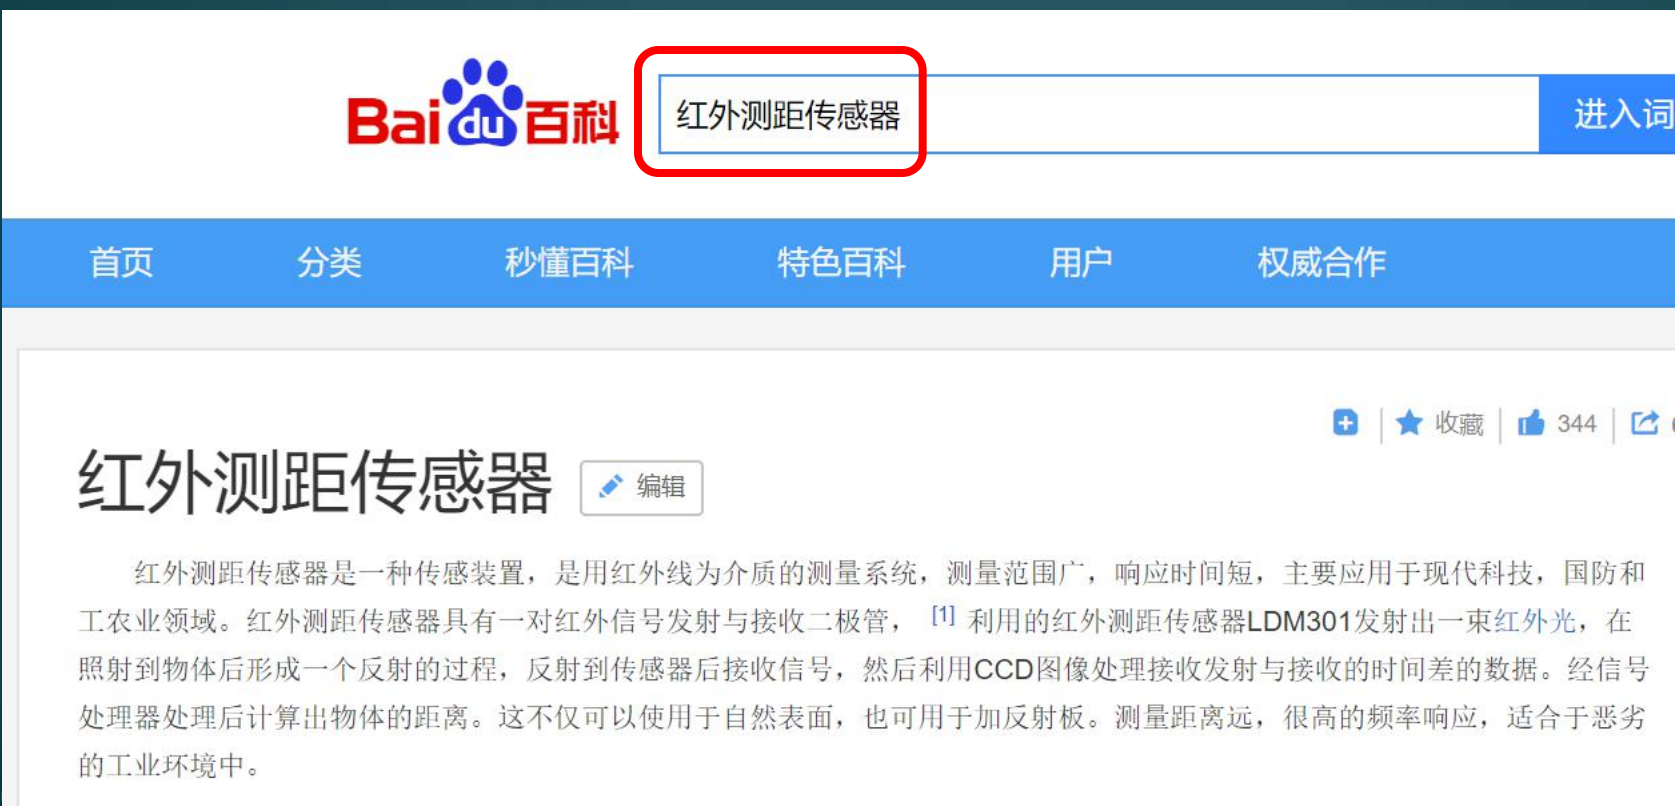 Baidu百科
红外测距传感器
进入词
首页 分类 秒懂百科 特色百科 用户 权威合作
收藏 344
红外测距传感器 编辑
红外测距传感器是一种传感装置，是用红外线为介质的测量系统，测量范围广，响应时间短，主要应用于现代科技，国防和
工农业领域。红外测距传感器具有一对红外信号发射与接收二极管， [1] 利用的红外测距传感器LDM301发射出一束红外光，在
照射到物体后形成一个反射的过程，反射到传感器后接收信号，然后利用CCD图像处理接收发射与接收的时间差的数据。经信号
处理器处理后计算出物体的距离。这不仅可以使用于自然表面，也可用于加反射板。测量距离远，很高的频率响应，适合于恶劣
的工业环境中。